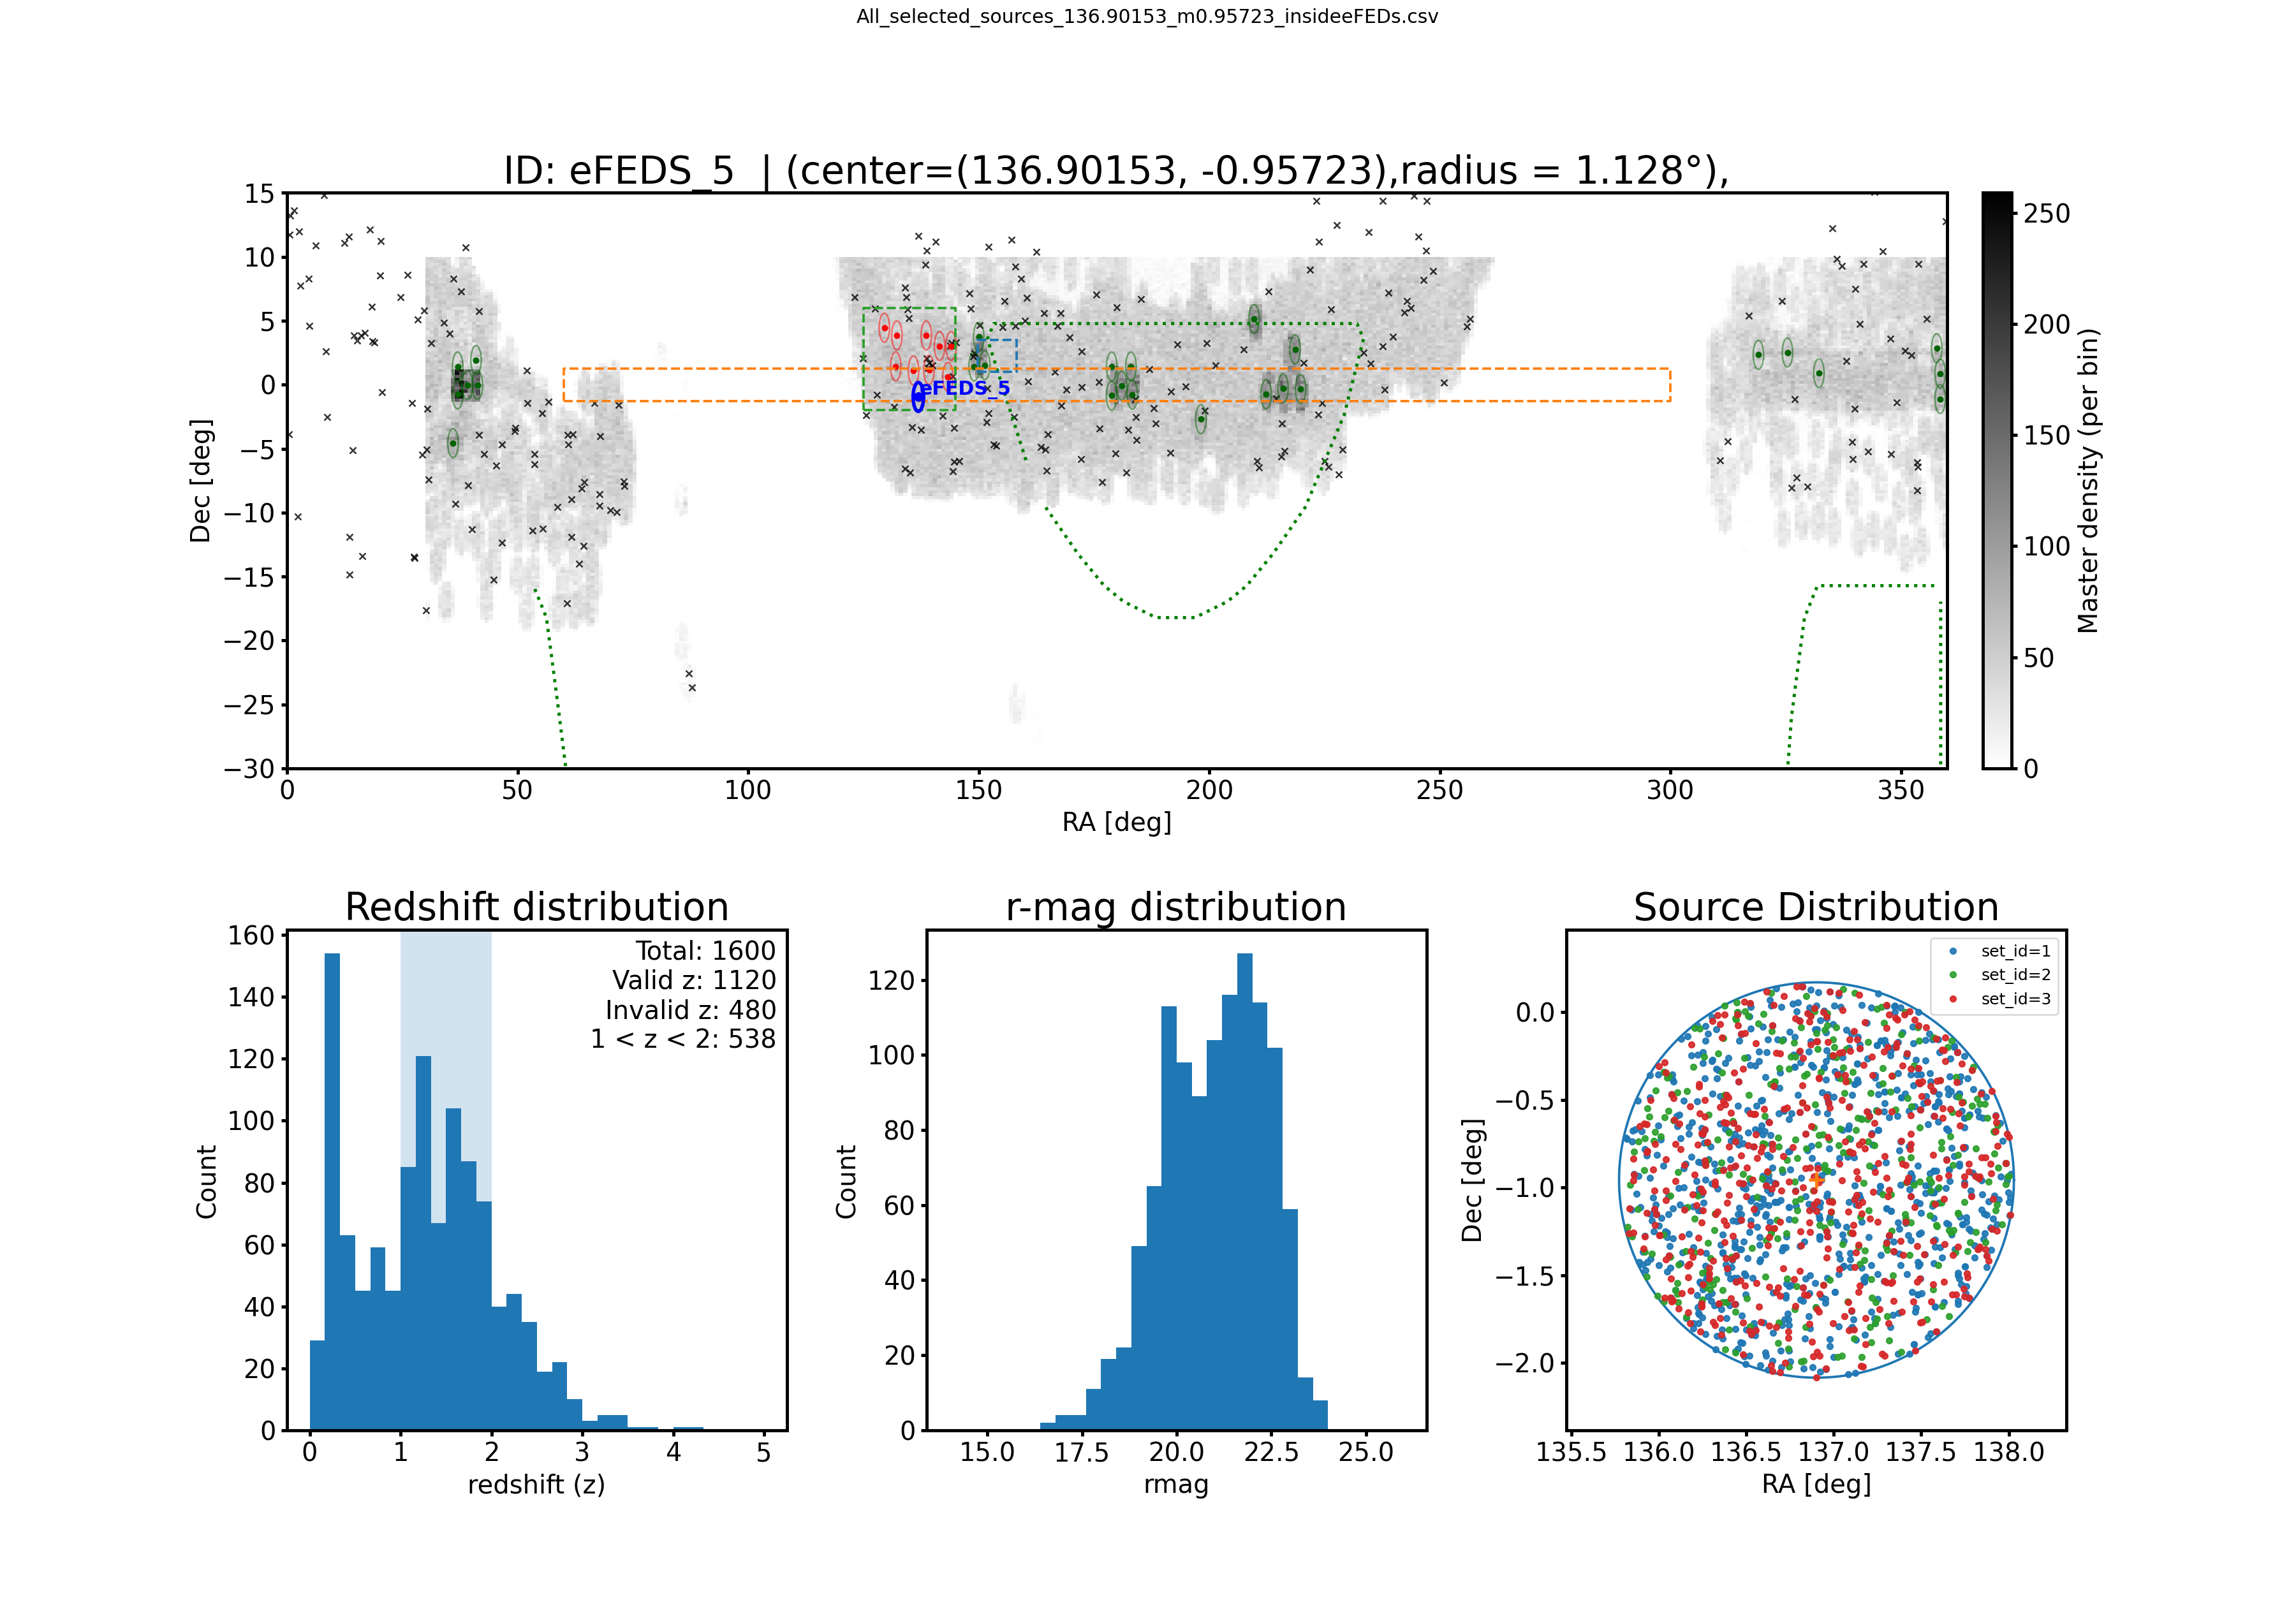 All_selected_sources_136.90153_m0.95723_insideeFEDs.csv
ID: eFEDS_5 | (center=(136.90153, -0.95723),radius = 1.128°),
15
10
5
0
−5
−10
−15
−20
−25
−30
Dec [deg]
eFEDS_5
0
50
100
150
200
250
300
350
RA [deg]
250
200
150
100
50
0
Master density (per bin)
Redshift distribution
160
140
120
100
80
60
40
20
0
Count
Total: 1600
Valid z: 1120
Invalid z: 480
1 < z < 2: 538
0
1
2
3
4
5
redshift (z)
r-mag distribution
120
100
80
60
40
20
0
Count
15.0
17.5
20.0
22.5
25.0
rmag
Source Distribution
set_id=1
set_id=2
set_id=3
0.0
−0.5
−1.0
−1.5
−2.0
Dec [deg]
135.5
136.0
136.5
137.0
137.5
138.0
RA [deg]